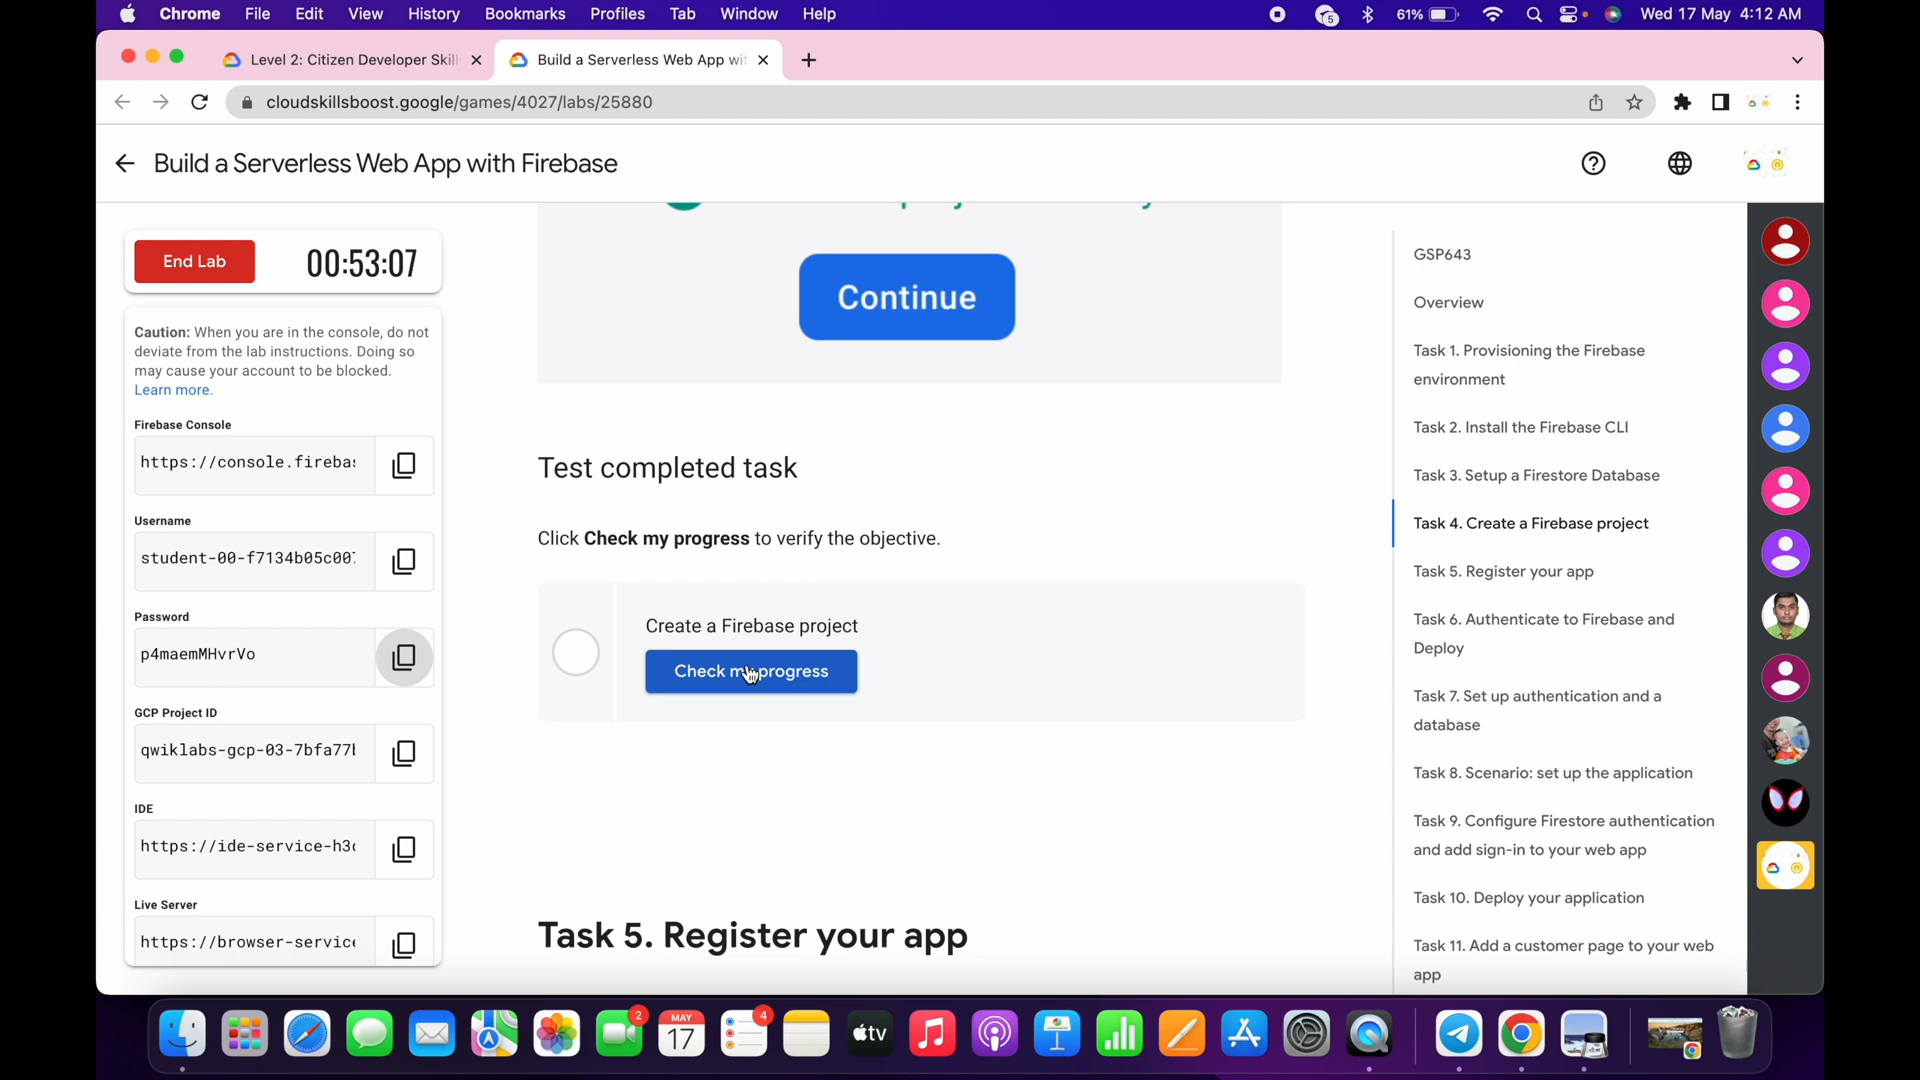 Chrome File Edit View History Bookmarks Profiles Tab Window Help 5 61% Wed 17 May 4:12 AM
Level 2: Citizen Developer Skil
Build a Serverless Web App wit
cloudskillsboost.google/games/4027/labs/25880
Build a Serverless Web App with Firebase
End Lab
00:53:07
Caution: When you are in the console, do not
deviate from the lab instructions. Doing so
may cause your account to be blocked.
Learn more.
Firebase Console
https://console.fireba
Username
student-00-f7134b05c00
Password
p4maemMHvrVo
GCP Project ID
qwiklabs-gcp-03-7bfa77
IDE
https://ide-service-h3
Live Server
https://browser-service
Continue
Test completed task
Click Check my progress to verify the objective.
Create a Firebase project
Check my progress
Task 5. Register your app
GSP643
Overview
Task 1. Provisioning the Firebase
environment
Task 2. Install the Firebase CLI
Task 3. Setup a Firestore Database
Task 4. Create a Firebase project
Task 5. Register your app
Task 6. Authenticate to Firebase and
Deploy
Task 7. Set up authentication and a
database
Task 8. Scenario: set up the application
Task 9. Configure Firestore authentication
and add sign-in to your web app
Task 10. Deploy your application
Task 11. Add a customer page to your web
app
2
MAY
17
4
tv